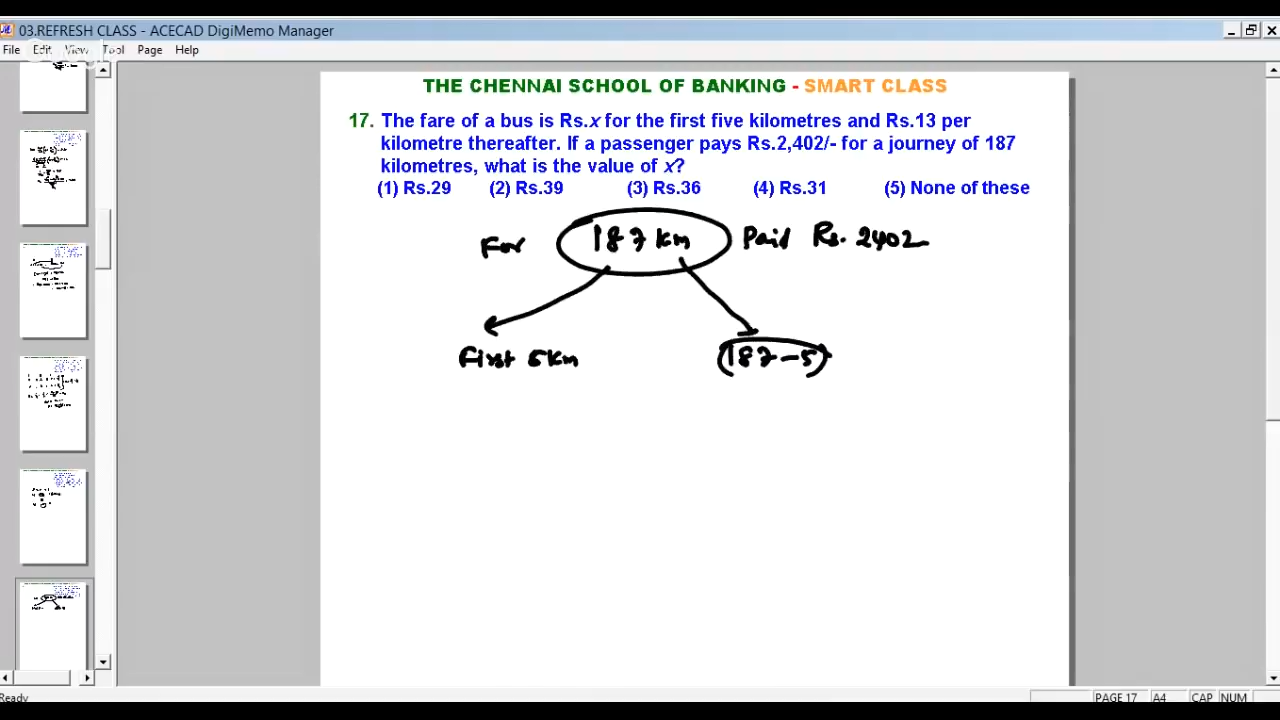 03.REFRESH CLASS - ACECAD DigiMemo Manager
File Edit View Tool Page Help
THE CHENNAI SCHOOL OF BANKING - SMART CLASS
17. The fare of a bus is Rs.x for the first five kilometres and Rs.13 per
kilometre thereafter. If a passenger pays Rs.2,402/- for a journey of 187
kilometres, what is the value of x?
(1) Rs.29 (2) Rs.39 (3) Rs.36 (4) Rs.31 (5) None of these
For 187 km Paid Rs. 2402
First 5km (187-5)
Ready PAGE 17 A4 CAP NUM